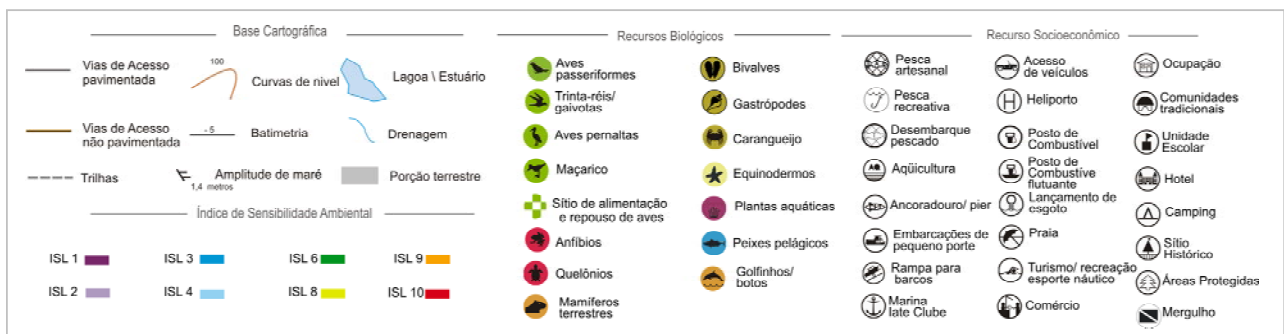 Base Cartográfica
Vias de Acesso
pavimentada
100
Curvas de nivel
Lagoa \ Estuário
Vias de Acesso
não pavimentada
- 5
Batimetria
Drenagem
Trilhas
1,4 metros
Amplitude de maré
Porção terrestre
Índice de Sensibilidade Ambiental
ISL 1
ISL 3
ISL 6
ISL 9
ISL 2
ISL 4
ISL 8
ISL 10
Recursos Biológicos
Aves
passeriformes
Trinta-réis/
gaivotas
Aves pernaltas
Maçarico
Sítio de alimentação
e repouso de aves
Anfíbios
Quelônios
Mamíferos
terrestres
Bivalves
Gastrópodes
Carangueijo
Equinodermos
Plantas aquáticas
Peixes pelágicos
Golfinhos/
botos
Recurso Socioeconômico
Pesca
artesanal
Pesca
recreativa
Desembarque
pescado
Aqüicultura
Ancoradouro/ pier
Embarcações de
pequeno porte
Rampa para
barcos
Marina
Iate Clube
Acesso
de veículos
Heliporto
Posto de
Combustível
Posto de
Combustíve
flutuante
Lançamento de
esgoto
Praia
Turismo/ recreação
esporte náutico
Comércio
Ocupação
Comunidades
tradicionais
Unidade
Escolar
Hotel
Camping
Sítio
Histórico
Áreas Protegidas
Mergulho